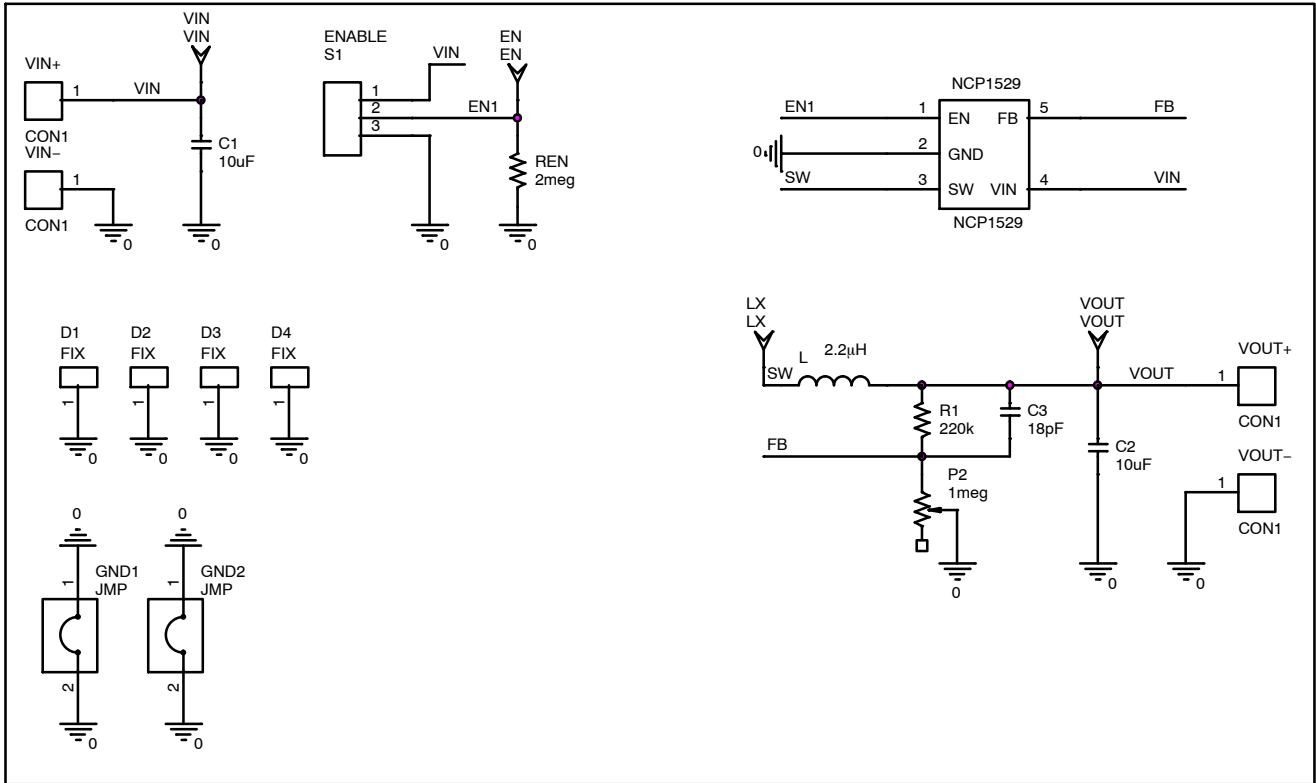 VIN
VIN
VIN+
1
VIN
CON1
C1
10uF
VIN−
1
CON1
0
0
ENABLE
S1
1
2
3
VIN
EN1
EN
EN
REN
2meg
0
0
NCP1529
EN1
1
EN
FB
5
FB
0
2
GND
SW
3
SW
VIN
4
VIN
NCP1529
D1
FIX
1
0
D2
FIX
1
0
D3
FIX
1
0
D4
FIX
1
0
LX
LX
SW
L
2.2μH
VOUT
VOUT
VOUT
1
VOUT+
CON1
R1
220k
C3
18pF
FB
C2
10uF
P2
1meg
VOUT−
1
CON1
0
0
0
0
1
GND1
JMP
2
0
0
1
GND2
JMP
2
0